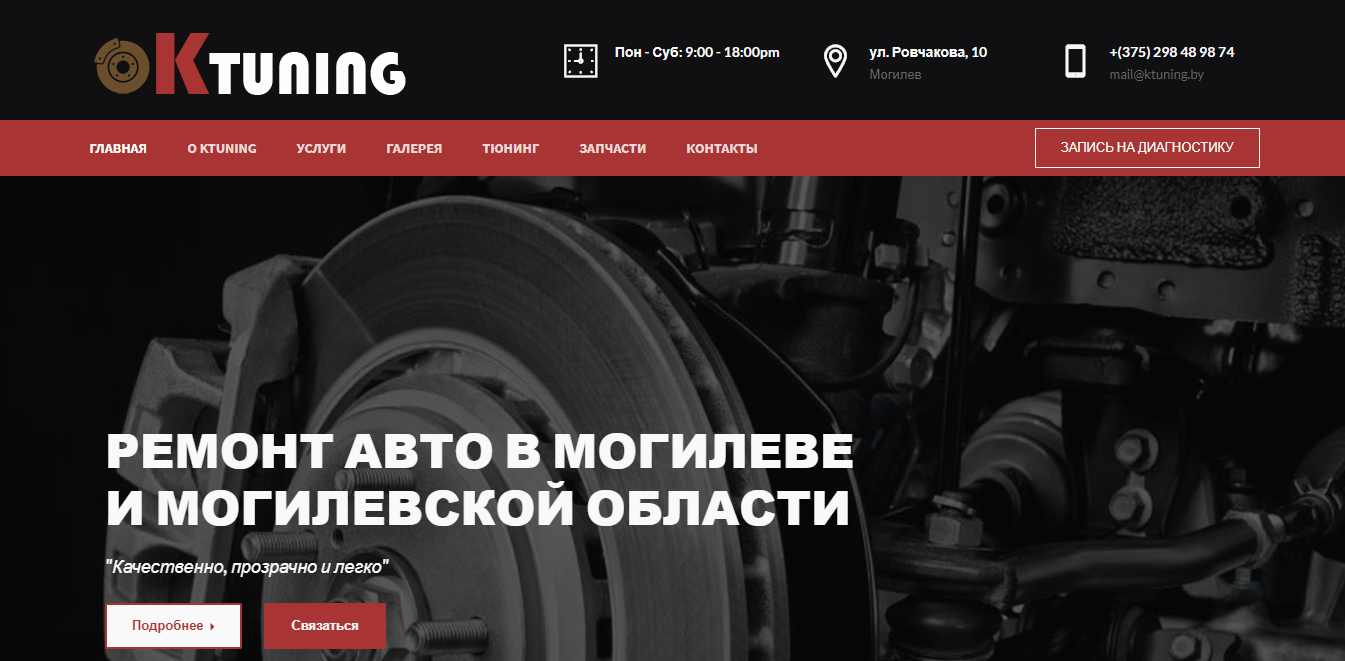 KTUNING
Пон - Суб: 9:00 - 18:00pm
ул. Ровчакова, 10
Могилев
+(375) 298 48 98 74
mail@ktuning.by
ГЛАВНАЯ О KTUNING УСЛУГИ ГАЛЕРЕЯ ТЮНИНГ ЗАПЧАСТИ КОНТАКТЫ ЗАПИСЬ НА ДИАГНОСТИКУ
РЕМОНТ АВТО В МОГИЛЕВЕ
И МОГИЛЕВСКОЙ ОБЛАСТИ
"Качественно, прозрачно и легко"
Подробнее Связаться